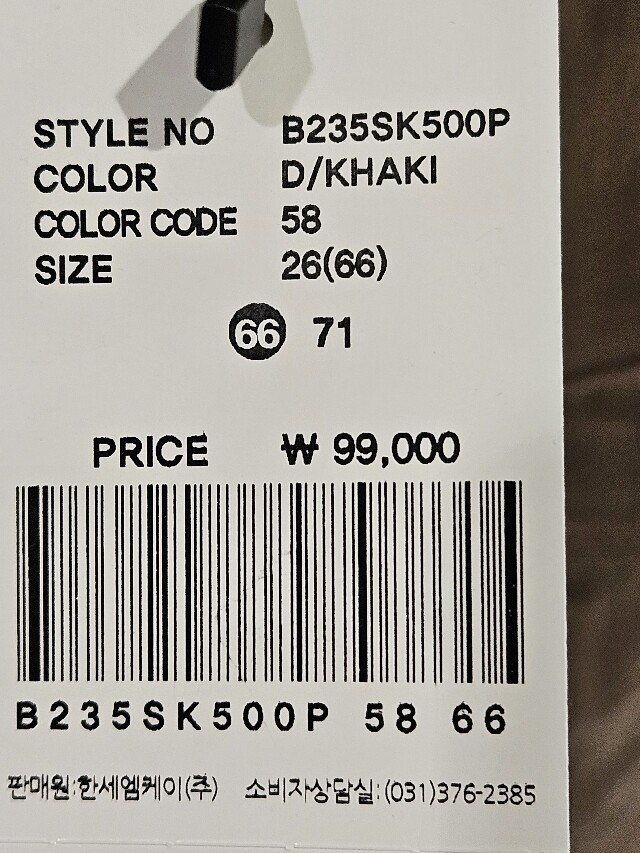 STYLE NO B235SK500P
COLOR D/KHAKI
COLOR CODE 58
SIZE 26(66)
66 71
PRICE ₩ 99,000
B235SK500P 58 66
판매원:한세엠케이(주) 소비자상담실:(031)376-2385